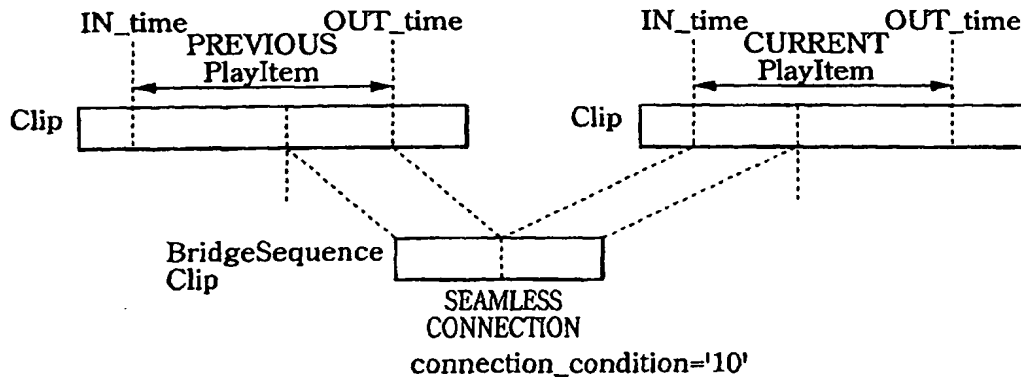 IN_time OUT_time
PREVIOUS
PlayItem
Clip
IN_time OUT_time
CURRENT
PlayItem
Clip
BridgeSequence
Clip
SEAMLESS
CONNECTION
connection_condition='10'